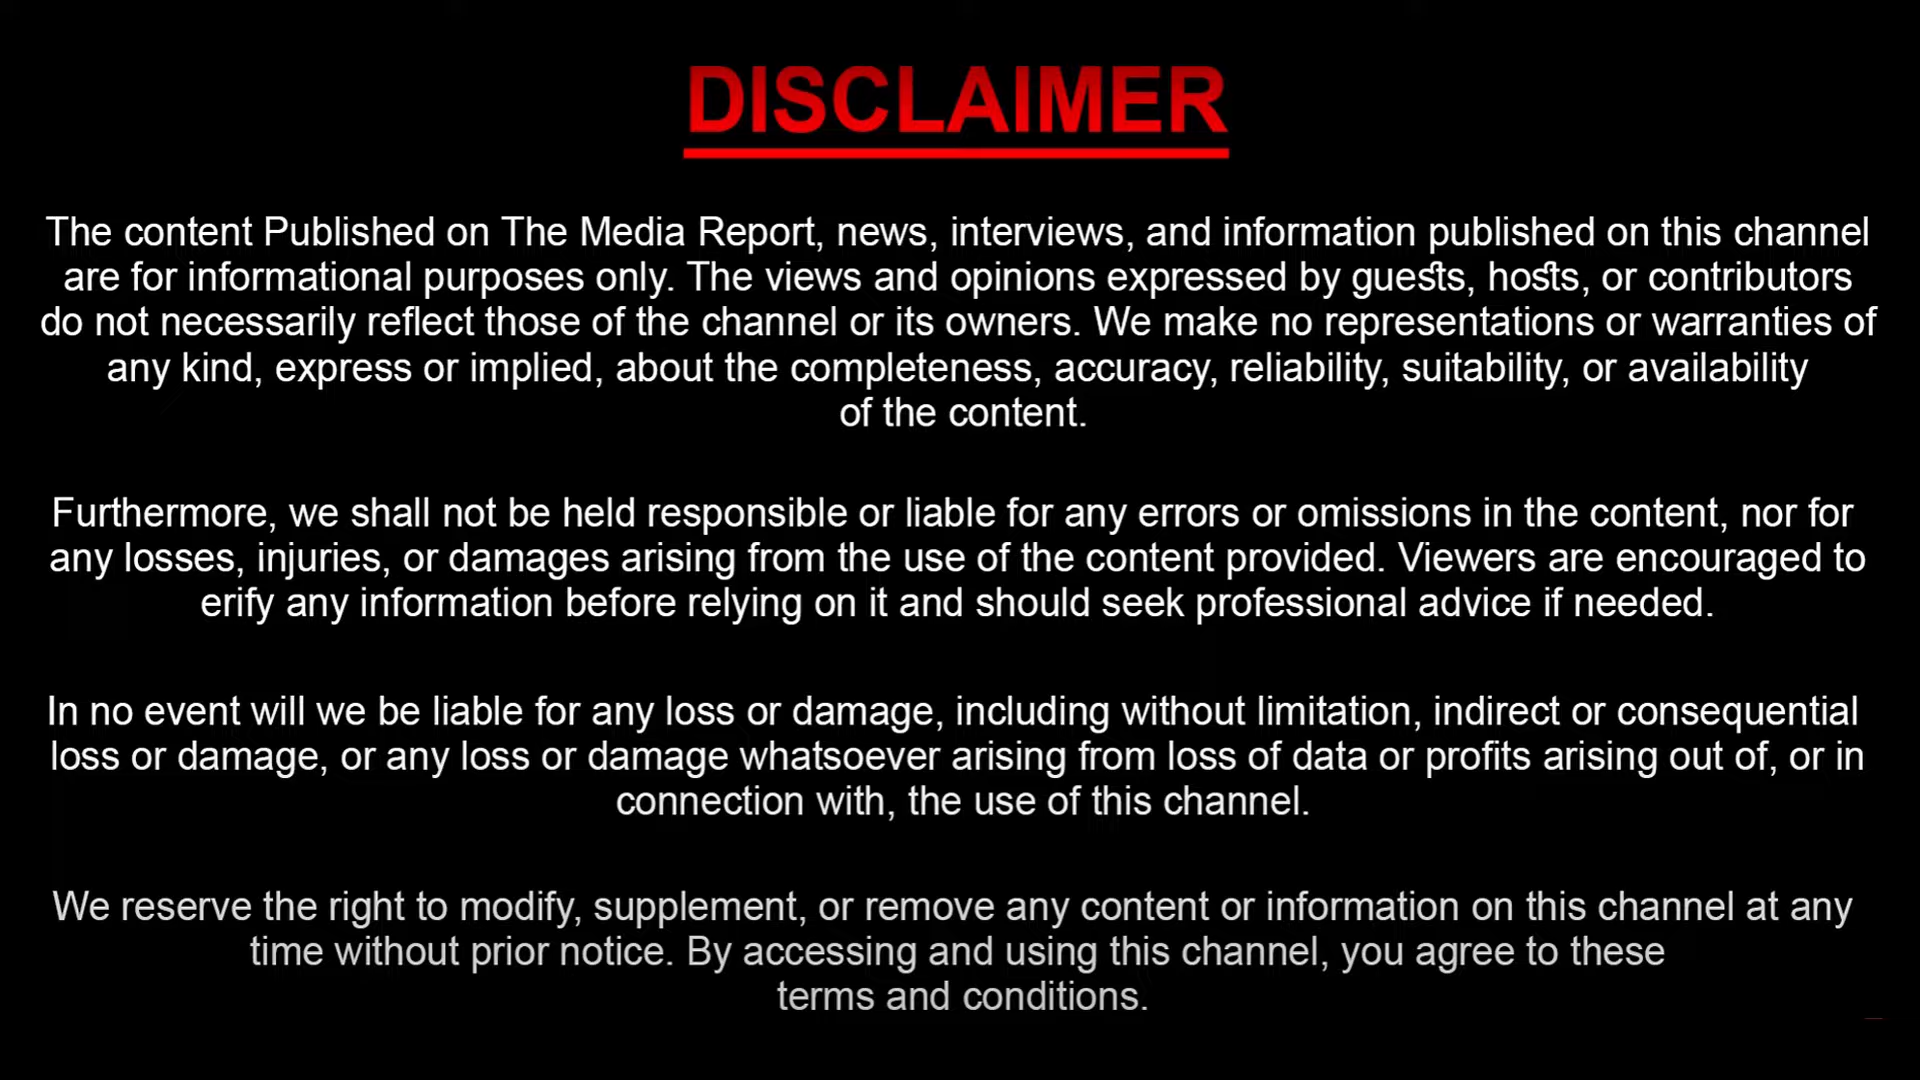 DISCLAIMER
The content Published on The Media Report, news, interviews, and information published on this channel
are for informational purposes only. The views and opinions expressed by guests, hosts, or contributors
do not necessarily reflect those of the channel or its owners. We make no representations or warranties of
any kind, express or implied, about the completeness, accuracy, reliability, suitability, or availability
of the content.
Furthermore, we shall not be held responsible or liable for any errors or omissions in the content, nor for
any losses, injuries, or damages arising from the use of the content provided. Viewers are encouraged to
erify any information before relying on it and should seek professional advice if needed.
In no event will we be liable for any loss or damage, including without limitation, indirect or consequential
loss or damage, or any loss or damage whatsoever arising from loss of data or profits arising out of, or in
connection with, the use of this channel.
We reserve the right to modify, supplement, or remove any content or information on this channel at any
time without prior notice. By accessing and using this channel, you agree to these
terms and conditions.